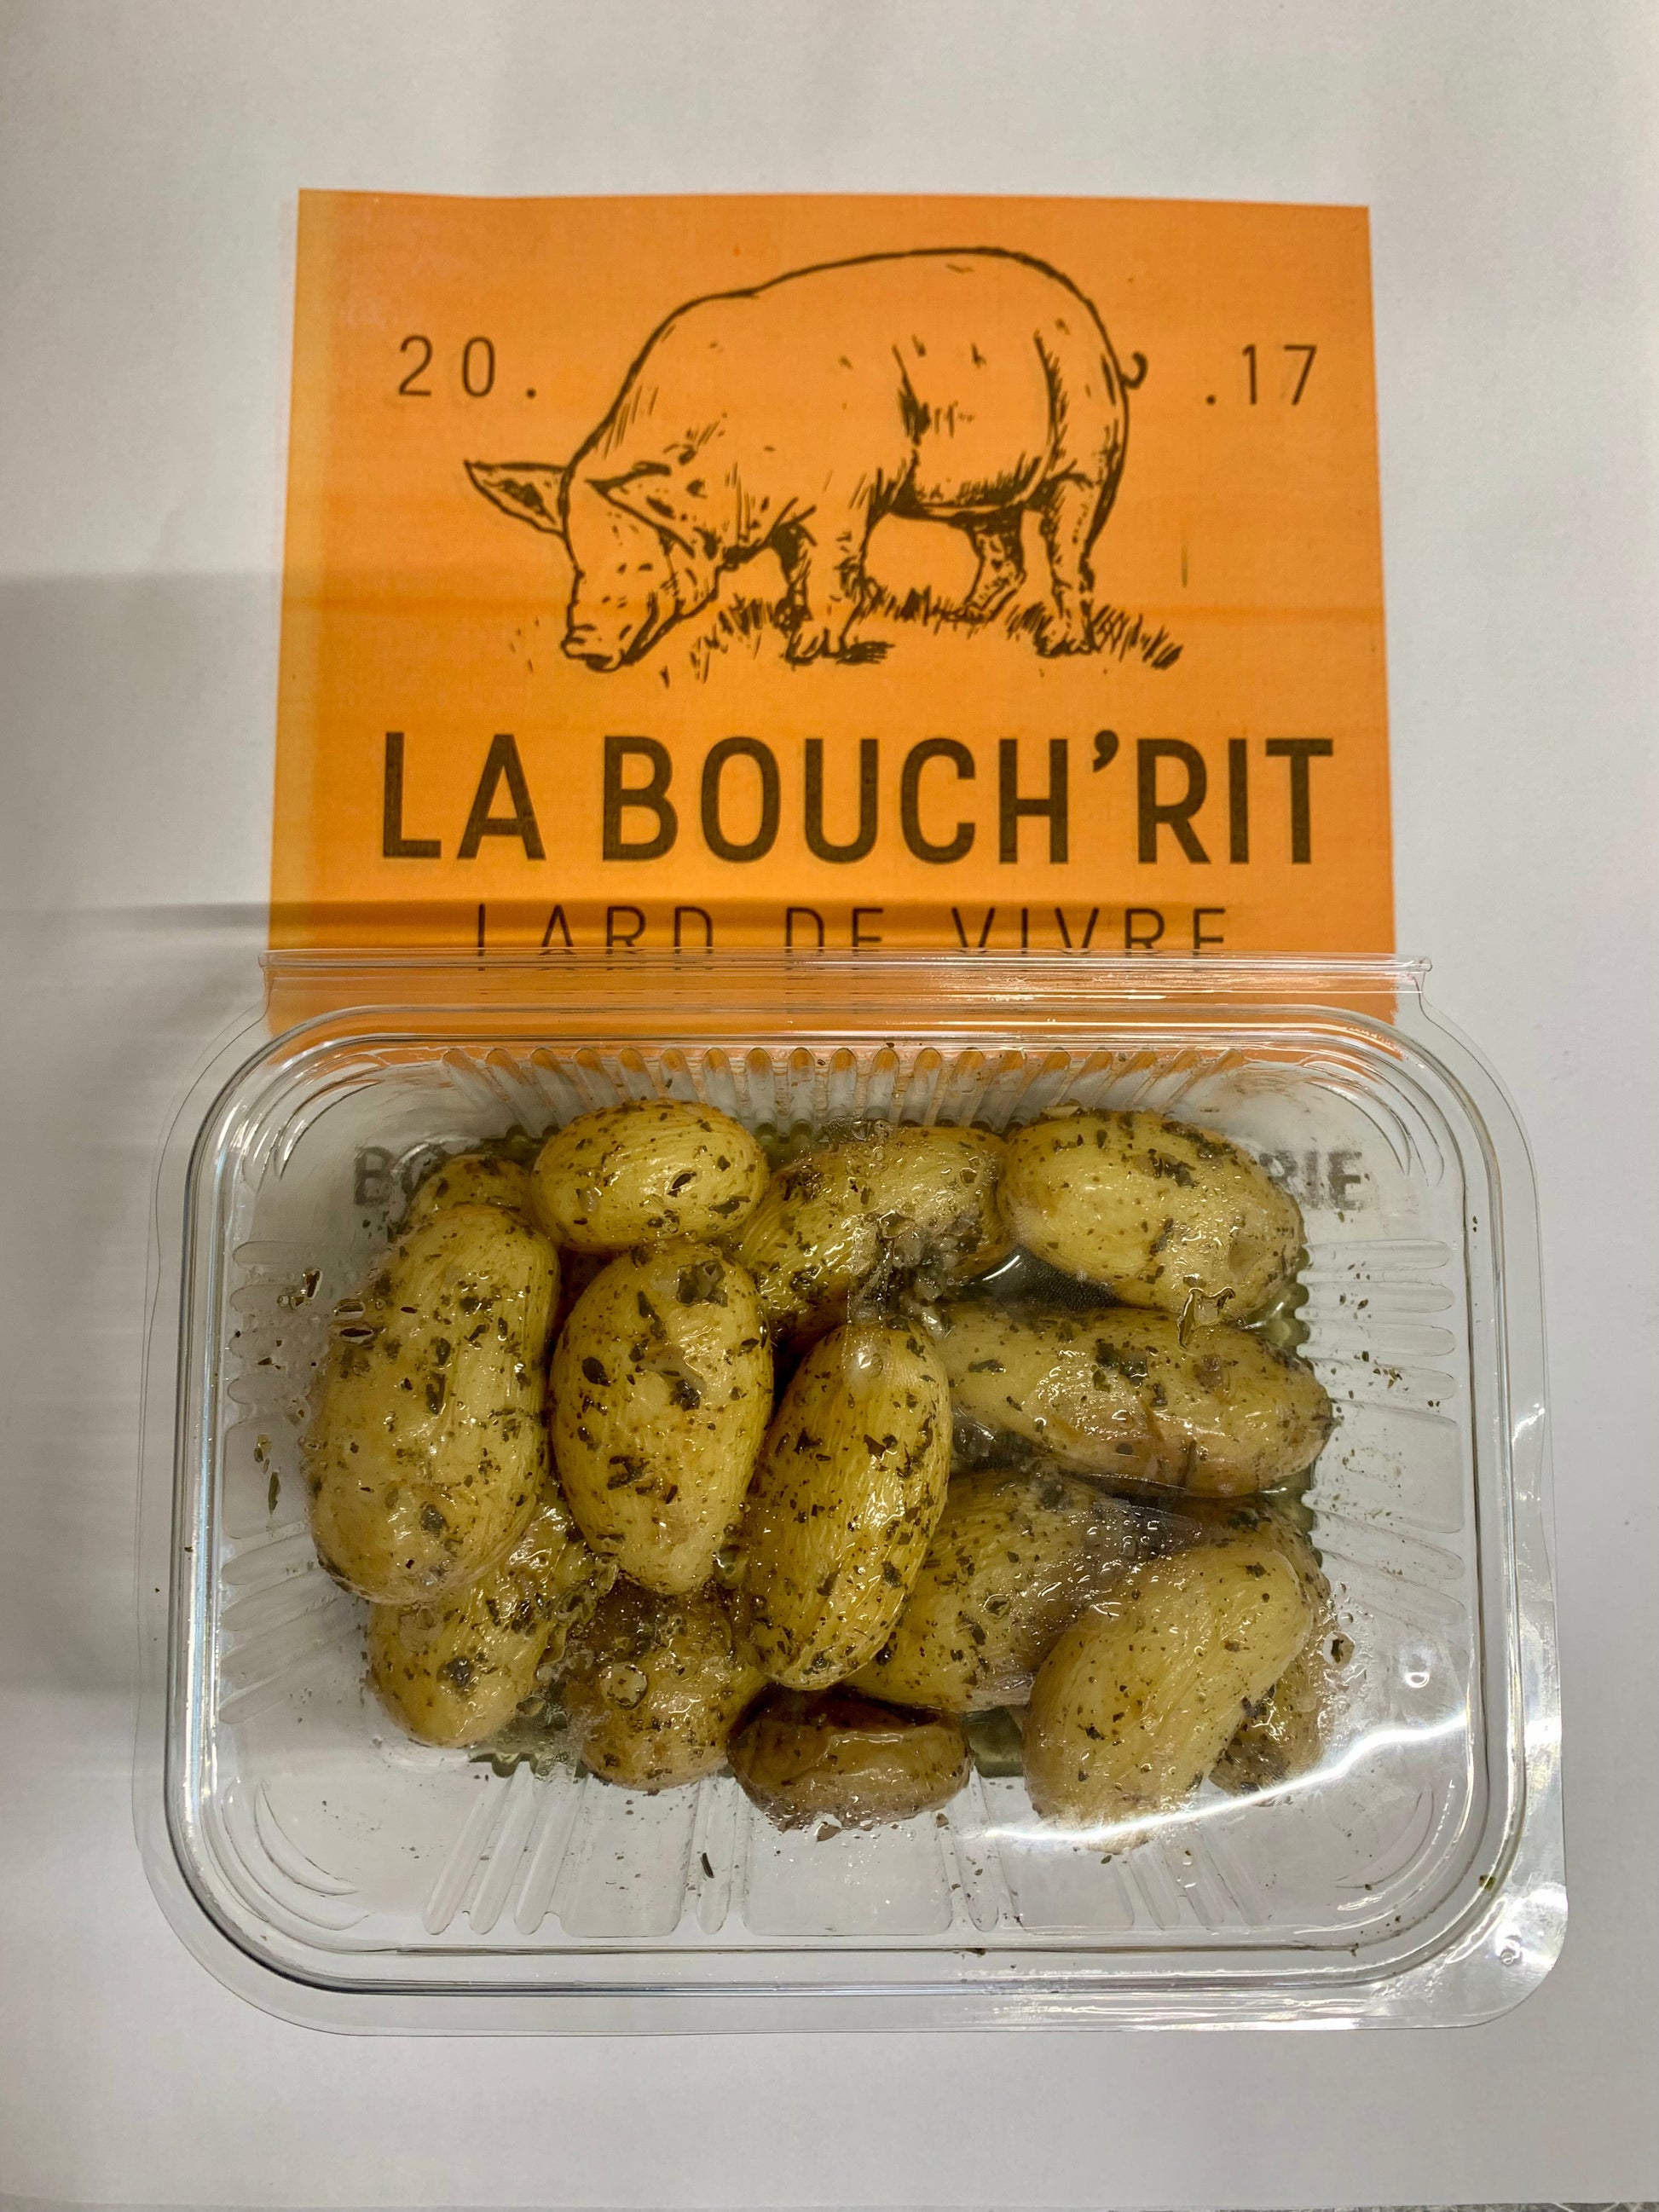 20. .17
LA BOUCH'RIT
LARD DE VIVRE